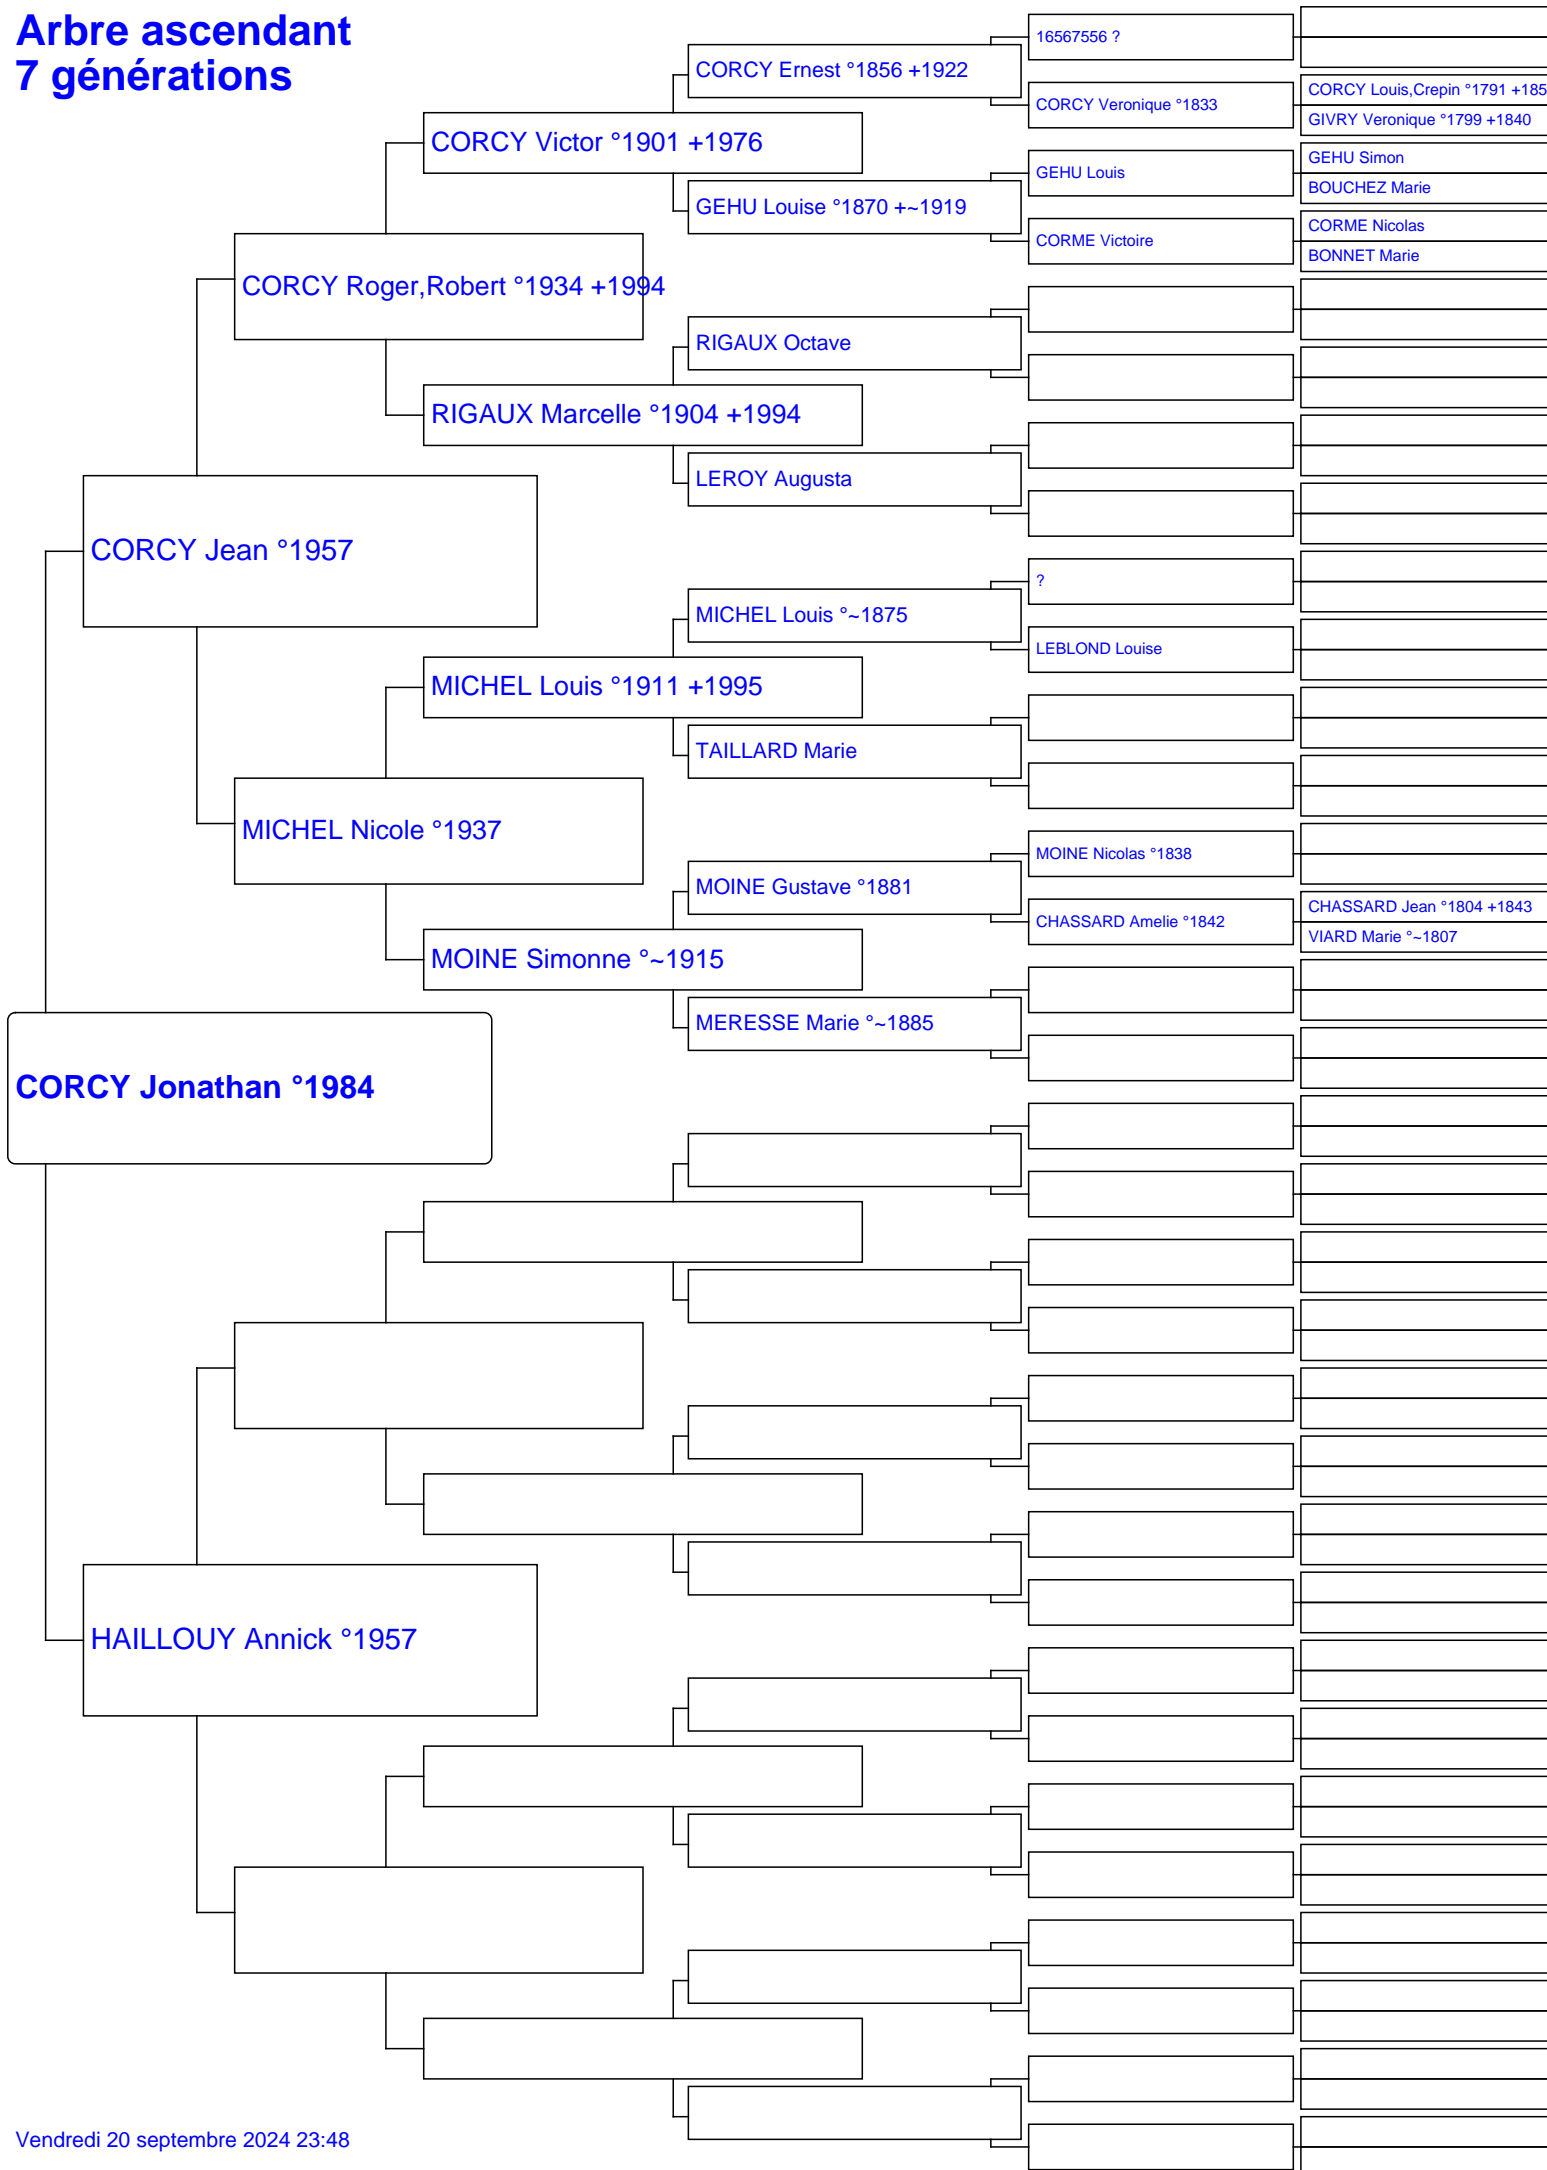 Arbre ascendant
7 générations
16567556 ?
CORCY Ernest °1856 +1922
CORCY Louis,Crepin °1791 +185
CORCY Veronique °1833
GIVRY Veronique °1799 +1840
CORCY Victor °1901 +1976
GEHU Simon
GEHU Louis
BOUCHEZ Marie
GEHU Louise °1870 +~1919
CORME Nicolas
CORME Victoire
BONNET Marie
CORCY Roger,Robert °1934 +1994
RIGAUX Octave
RIGAUX Marcelle °1904 +1994
LEROY Augusta
CORCY Jean °1957
?
MICHEL Louis °~1875
LEBLOND Louise
MICHEL Louis °1911 +1995
TAILLARD Marie
MICHEL Nicole °1937
MOINE Nicolas °1838
MOINE Gustave °1881
CHASSARD Jean °1804 +1843
CHASSARD Amelie °1842
VIARD Marie °~1807
MOINE Simonne °~1915
MERESSE Marie °~1885
CORCY Jonathan °1984
HAILLOUY Annick °1957
Vendredi 20 septembre 2024 23:48